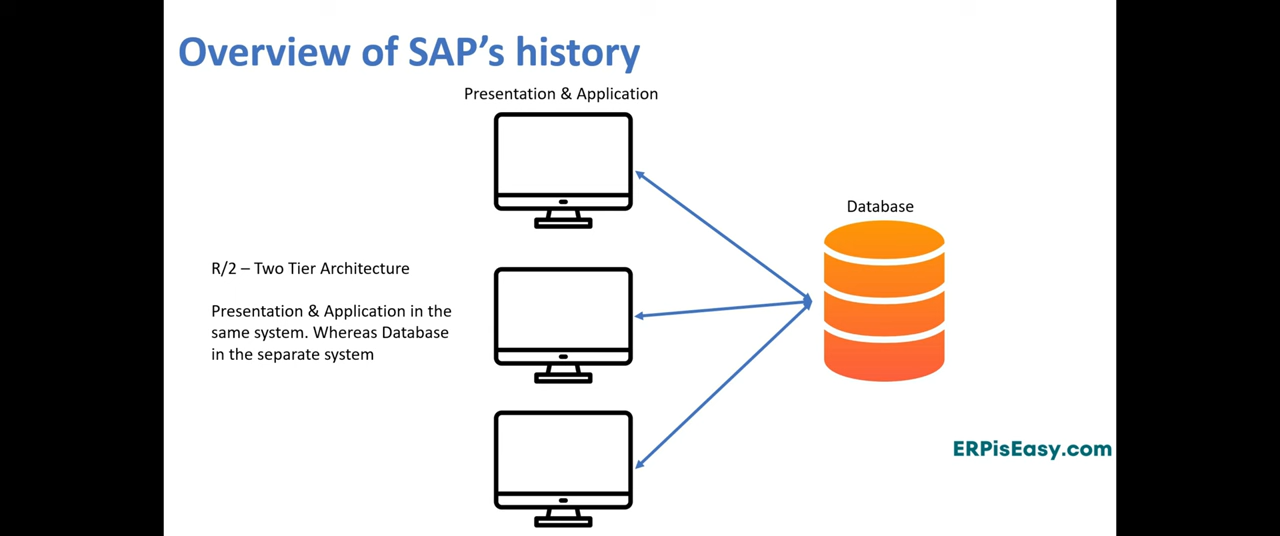 Overview of SAP's history
Presentation & Application
Database
R/2 – Two Tier Architecture
Presentation & Application in the
same system. Whereas Database
in the separate system
ERPisEasy.com